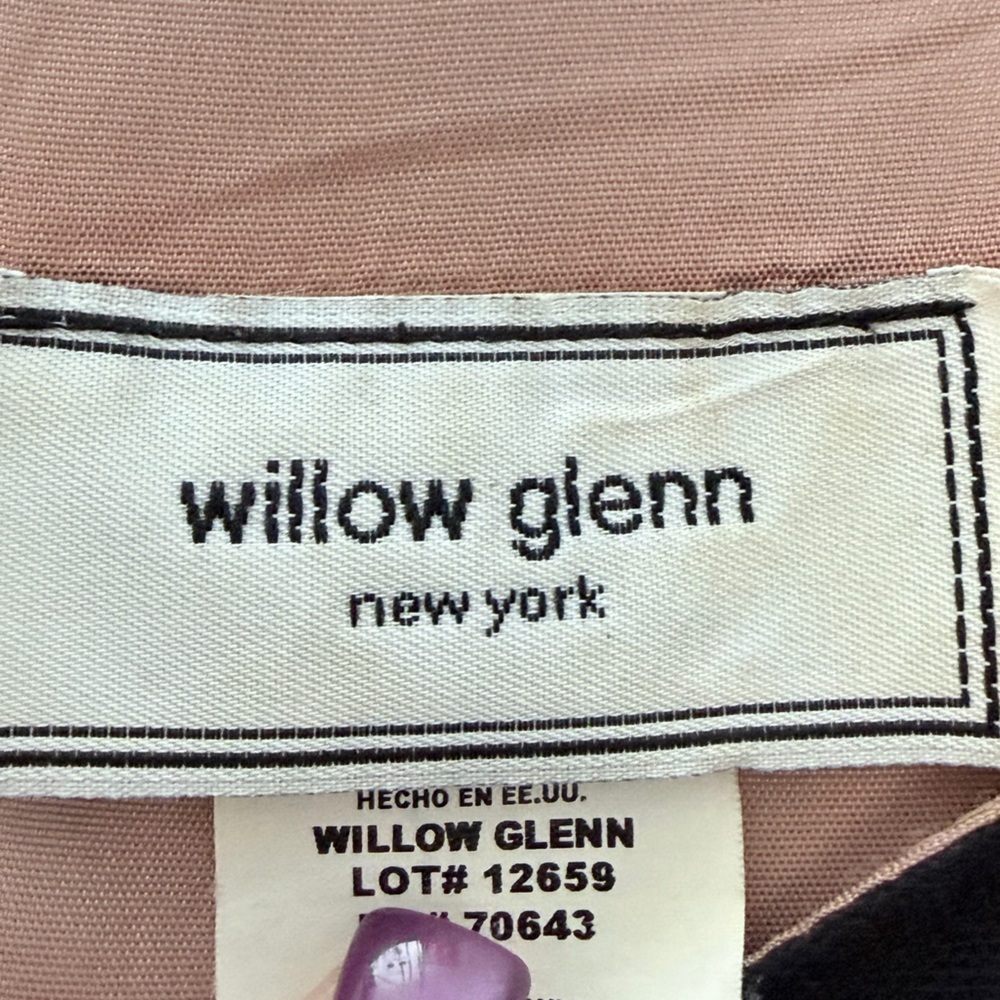 willow glenn
new york
HECHO EN EE.UU.
WILLOW GLENN
LOT# 12659
70643